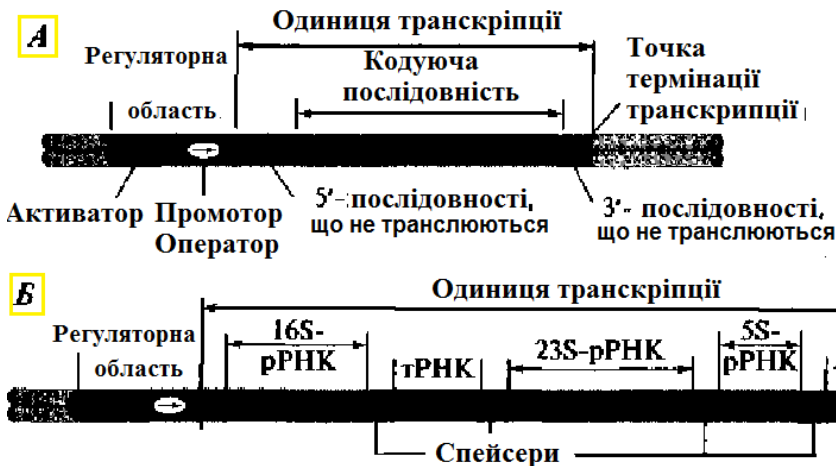 А
Одиниця транскріпції
Регуляторна
область
Кодуюча
послідовність
Точка
термінації
транскрипції
Активатор
Промотор
Оператор
5'-послідовності,
що не транслюються
3'- послідовності,
що не транслюються
Б
Одиниця транскріпції
Регуляторна
область
16S-
рРНК
тРНК
23S-рРНК
5S-
рРНК
Спейсери